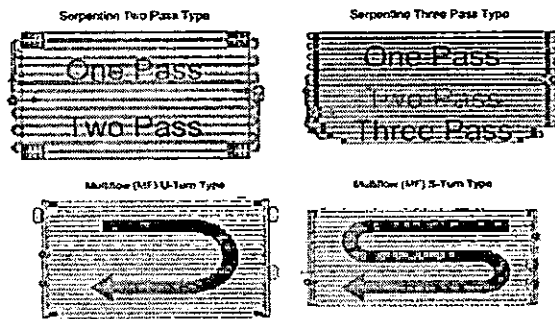 Serpentine Two Pass Type
One Pass
Two Pass
Serpentine Three Pass Type
One Pass
Two Pass
Three Pass
Multiflow (MF) U-Turn Type
Multiflow (MF) S-Turn Type